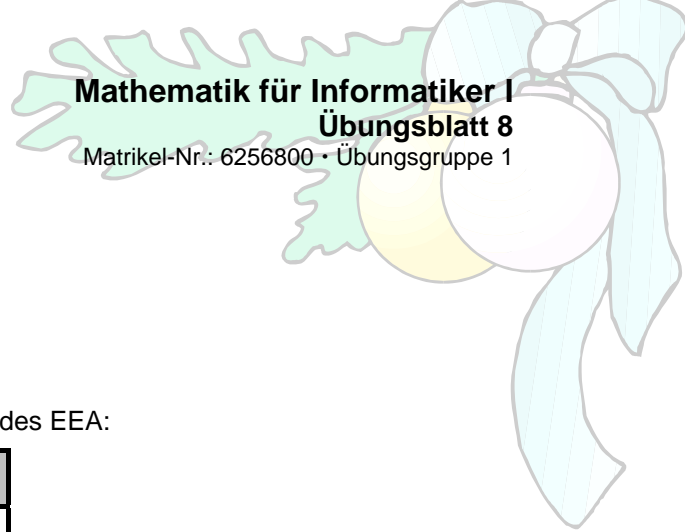 Mathematik für Informatiker I
Übungsblatt 8
Matrikel-Nr.: 6256800 • Übungsgruppe 1
des EEA: